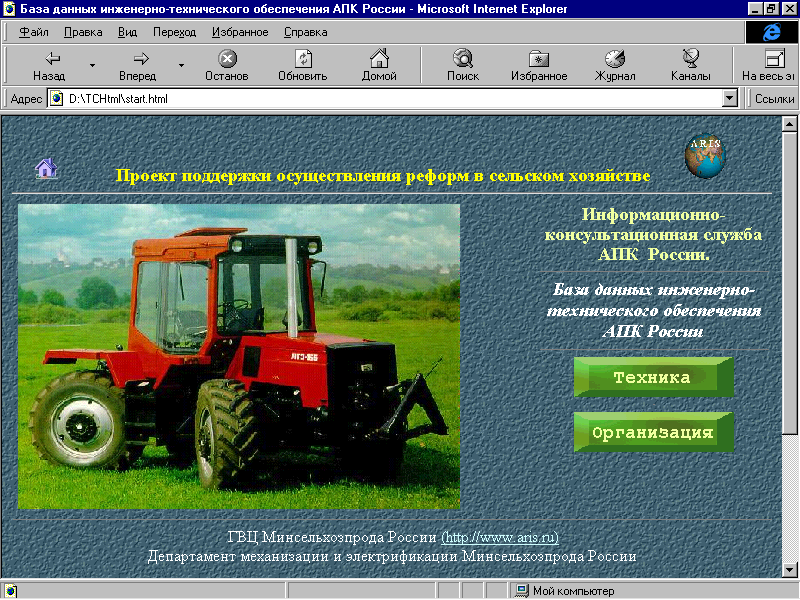 База данных инженерно-технического обеспечения АПК России - Microsoft Internet Explorer
Файл Правка Вид Переход Избранное Справка
Назад Вперед Останов Обновить Домой Поиск Избранное Журнал Каналы На весь э
Адрес D:\TCHtml\start.html Ссылки
ARIS
Проект поддержки осуществления реформ в сельском хозяйстве
Информационно-
консультационная служба
АПК России.
База данных инженерно-
технического обеспечения
АПК России
Техника
Организация
ГВЦ Минсельхозпрода России (http://www.aris.ru)
Департамент механизации и электрификации Минсельхозпрода России
Мой компьютер